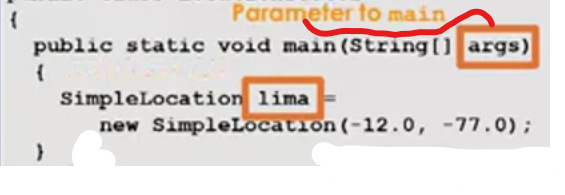 {
Parameter to main
public static void main(String[] args)
{
SimpleLocation lima =
new SimpleLocation(-12.0, -77.0);
}